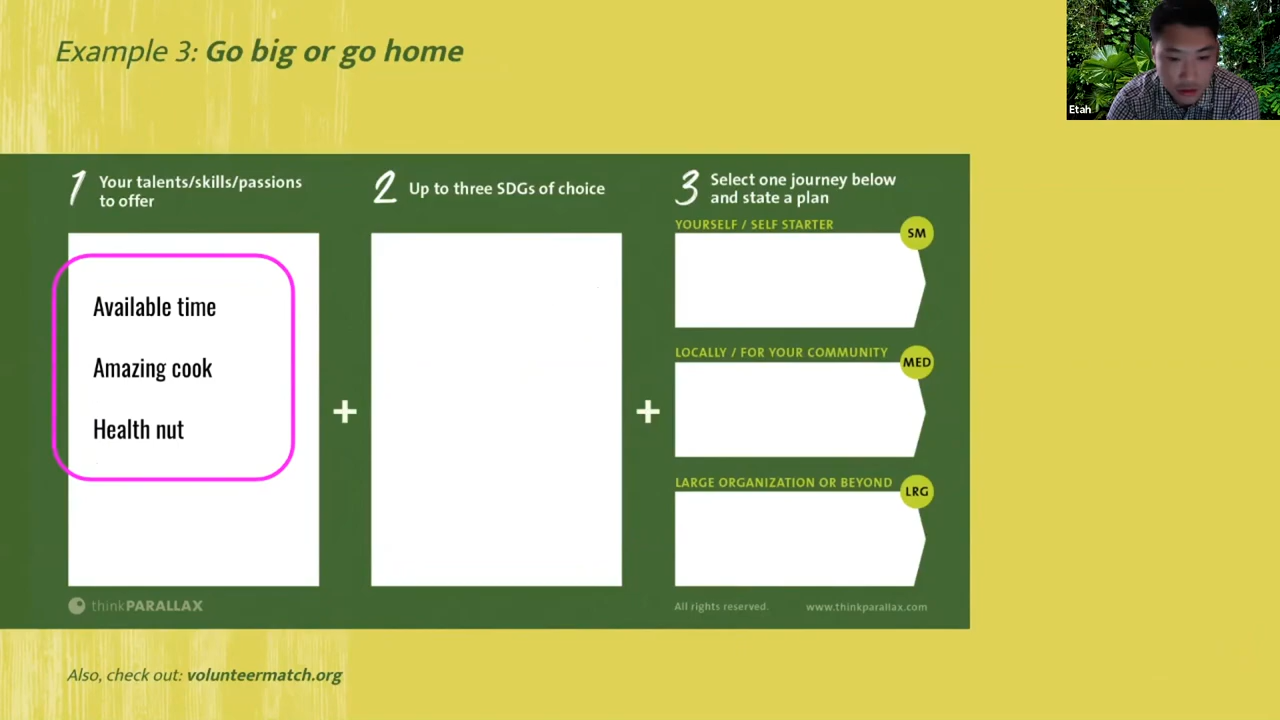 Example 3: Go big or go home
Etah
1 Your talents/skills/passions
to offer
2 Up to three SDGs of choice
3 Select one journey below
and state a plan
YOURSELF / SELF STARTER
SM
Available time
Amazing cook
Health nut
+
+
LOCALLY / FOR YOUR COMMUNITY
MED
LARGE ORGANIZATION OR BEYOND
LRG
thinkPARALLAX
All rights reserved.
www.thinkparallax.com
Also, check out: volunteermatch.org